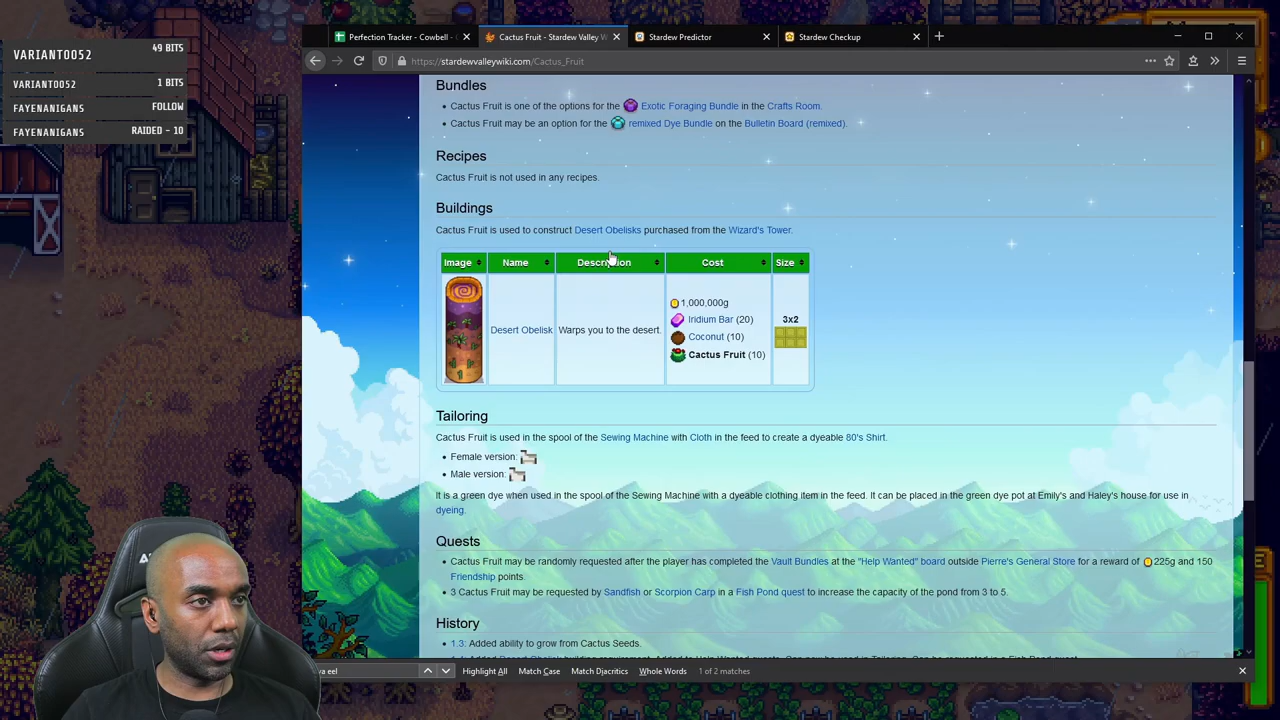 VARIANT0052 49 BITS
VARIANT0052 1 BITS
FAYENANIGANS FOLLOW
FAYENANIGANS RAIDED - 10
Perfection Tracker - Cowbell -
Cactus Fruit - Stardew Valley W
Stardew Predictor
Stardew Checkup
https://stardewvalleywiki.com/Cactus_Fruit
Bundles
• Cactus Fruit is one of the options for the Exotic Foraging Bundle in the Crafts Room.
• Cactus Fruit may be an option for the remixed Dye Bundle on the Bulletin Board (remixed).
Recipes
Cactus Fruit is not used in any recipes.
Buildings
Cactus Fruit is used to construct Desert Obelisks purchased from the Wizard's Tower.
Image Name Description Cost Size
1,000,000g
Iridium Bar (20)
Coconut (10)
Cactus Fruit (10)
3x2
Desert Obelisk Warps you to the desert.
Tailoring
Cactus Fruit is used in the spool of the Sewing Machine with Cloth in the feed to create a dyeable 80's Shirt.
• Female version:
• Male version:
It is a green dye when used in the spool of the Sewing Machine with a dyeable clothing item in the feed. It can be placed in the green dye pot at Emily's and Haley's house for use in
dyeing.
Quests
• Cactus Fruit may be randomly requested after the player has completed the Vault Bundles at the "Help Wanted" board outside Pierre's General Store for a reward of 225g and 150
Friendship points.
• 3 Cactus Fruit may be requested by Sandfish or Scorpion Carp in a Fish Pond quest to increase the capacity of the pond from 3 to 5.
History
• 1.3: Added ability to grow from Cactus Seeds.
va eel Highlight All Match Case Match Diacritics Whole Words 1 of 2 matches